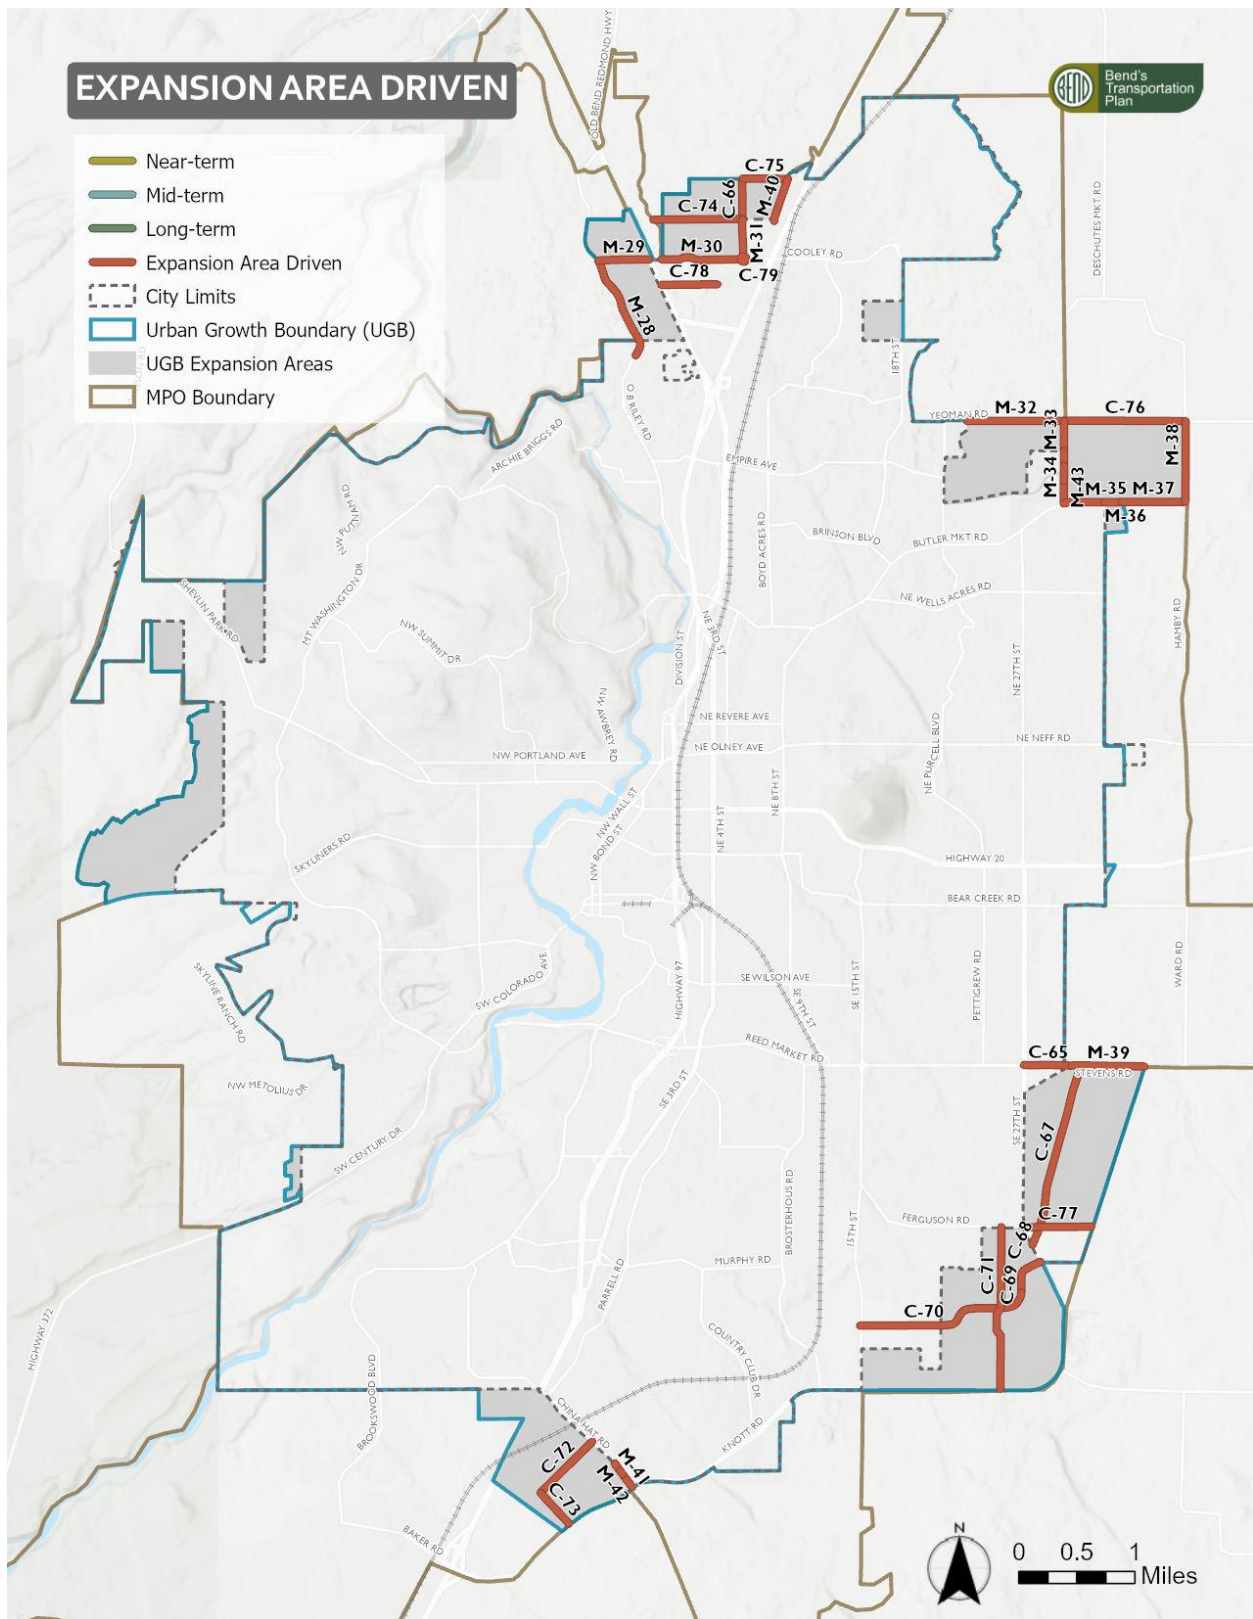 EXPANSION AREA DRIVEN
BEND
Bend's
Transportation
Plan
Near-term
Mid-term
Long-term
Expansion Area Driven
City Limits
Urban Growth Boundary (UGB)
UGB Expansion Areas
MPO Boundary
OLD BEND REDMOND HWY
C-75
C-66
M-40
C-74
M-31
M-29
M-30
C-78
C-79
COOLEY RD
M-28
DESCHUTES MKT RD
18TH ST
O B RILEY RD
YEOMAN RD
M-32
C-76
M-33
M-38
M-34
M-43
M-35
M-37
M-36
ARCHIE BRIGGS RD
EMPIRE AVE
NW PUTNAM RD
BOYD ACRES RD
BRINSON BLVD
BUTLER MKT RD
MT WASHINGTON DR
SHEVLIN PARK RD
NE WELLS ACRES RD
HAMBY RD
NW SUMMIT DR
NE 3RD ST
DIVISION ST
NE 27TH ST
NW AWBREY RD
NE REVERE AVE
NE OLNEY AVE
NE NEFF RD
NW PORTLAND AVE
NE PURCELL BLVD
NE 8TH ST
NW WALL ST
NW BOND ST
NE 4TH ST
SKYLINERS RD
HIGHWAY 20
BEAR CREEK RD
SW COLORADO AVE
SKYLINE RANCH RD
HIGHWAY 97
SE WILSON AVE
SE 9TH ST
SE 15TH ST
PETTIGREW RD
WARD RD
REED MARKET RD
C-65
M-39
STEVENS RD
NW METOLIUS DR
SE 3RD ST
SE 27TH ST
SW CENTURY DR
C-67
BROSTERHOUS RD
15TH ST
FERGUSON RD
C-77
C-68
MURPHY RD
C-71
C-69
PARRELL RD
C-70
HIGHWAY 372
COUNTRY CLUB DR
BROOKSWOOD BLVD
CHINA HAT RD
KNOTT RD
C-72
M-41
M-42
C-73
BAKER RD
N
0 0.5 1
Miles